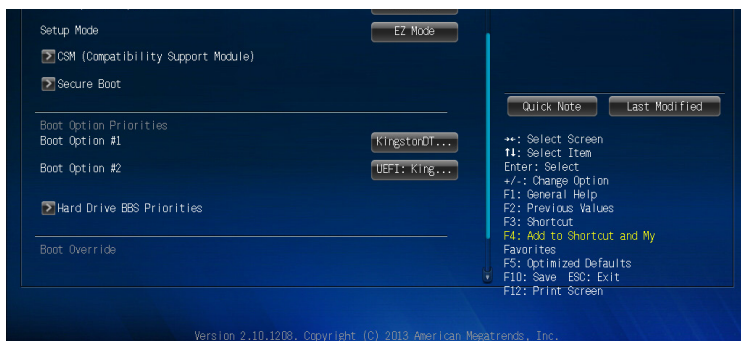 Setup Mode
EZ Mode
CSM (Compatibility Support Module)
Secure Boot
Boot Option Priorities
Boot Option #1
KingstonDT...
Boot Option #2
UEFI: King...
Hard Drive BBS Priorities
Boot Override
Quick Note
Last Modified
→←: Select Screen
↑↓: Select Item
Enter: Select
+/-: Change Option
F1: General Help
F2: Previous Values
F3: Shortcut
F4: Add to Shortcut and My
Favorites
F5: Optimized Defaults
F10: Save ESC: Exit
F12: Print Screen
Version 2.10.1208. Copyright (C) 2013 American Megatrends, Inc.